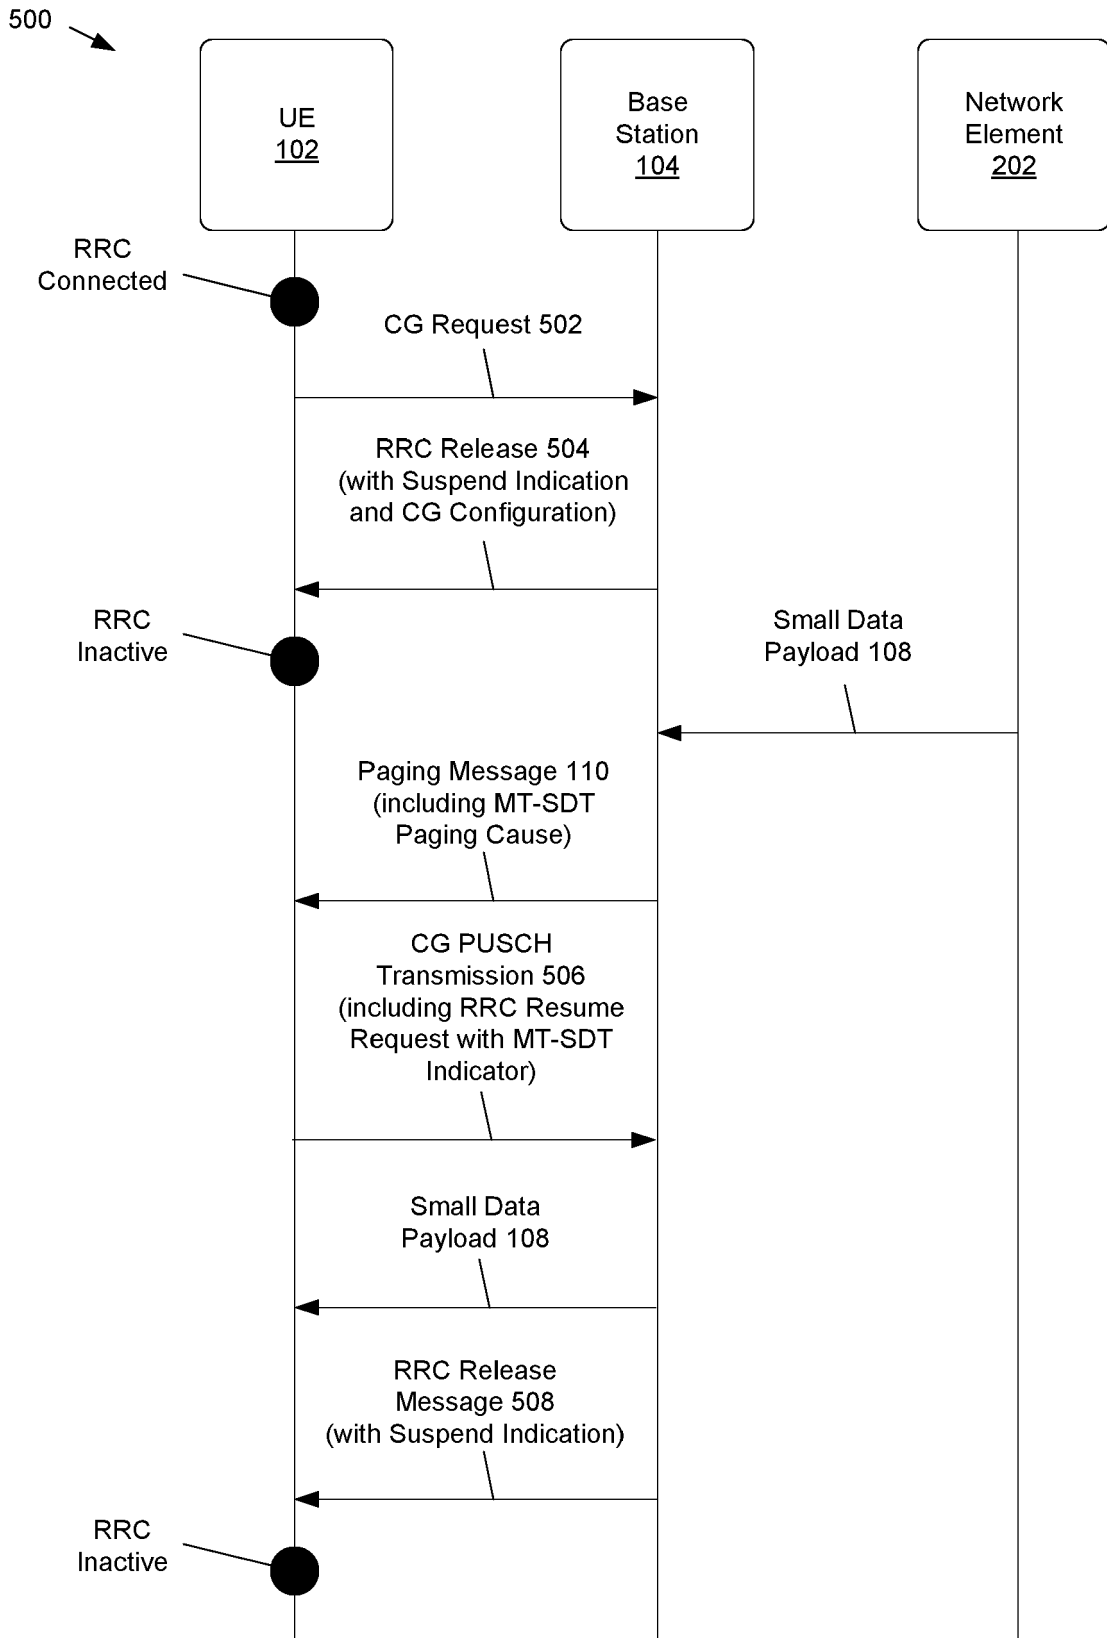 500
UE
102
Base
Station
104
Network
Element
202
RRC
Connected
CG Request 502
RRC Release 504
(with Suspend Indication
and CG Configuration)
RRC
Inactive
Small Data
Payload 108
Paging Message 110
(including MT-SDT
Paging Cause)
CG PUSCH
Transmission 506
(including RRC Resume
Request with MT-SDT
Indicator)
Small Data
Payload 108
RRC Release
Message 508
(with Suspend Indication)
RRC
Inactive